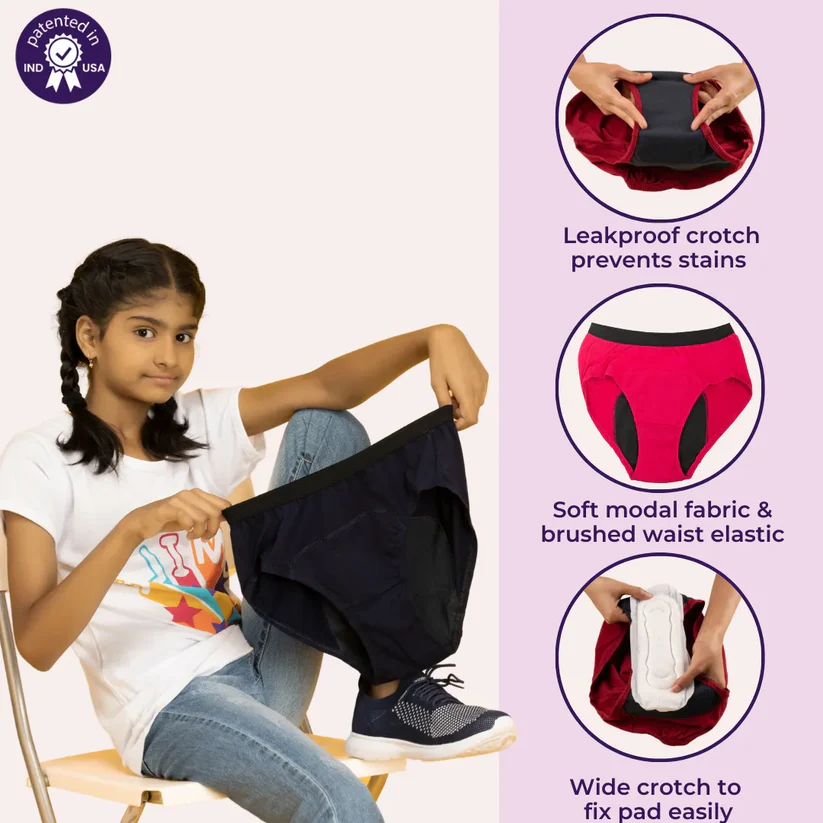 patented in
IND USA
Leakproof crotch
prevents stains
Soft modal fabric &
brushed waist elastic
Wide crotch to
fix pad easily